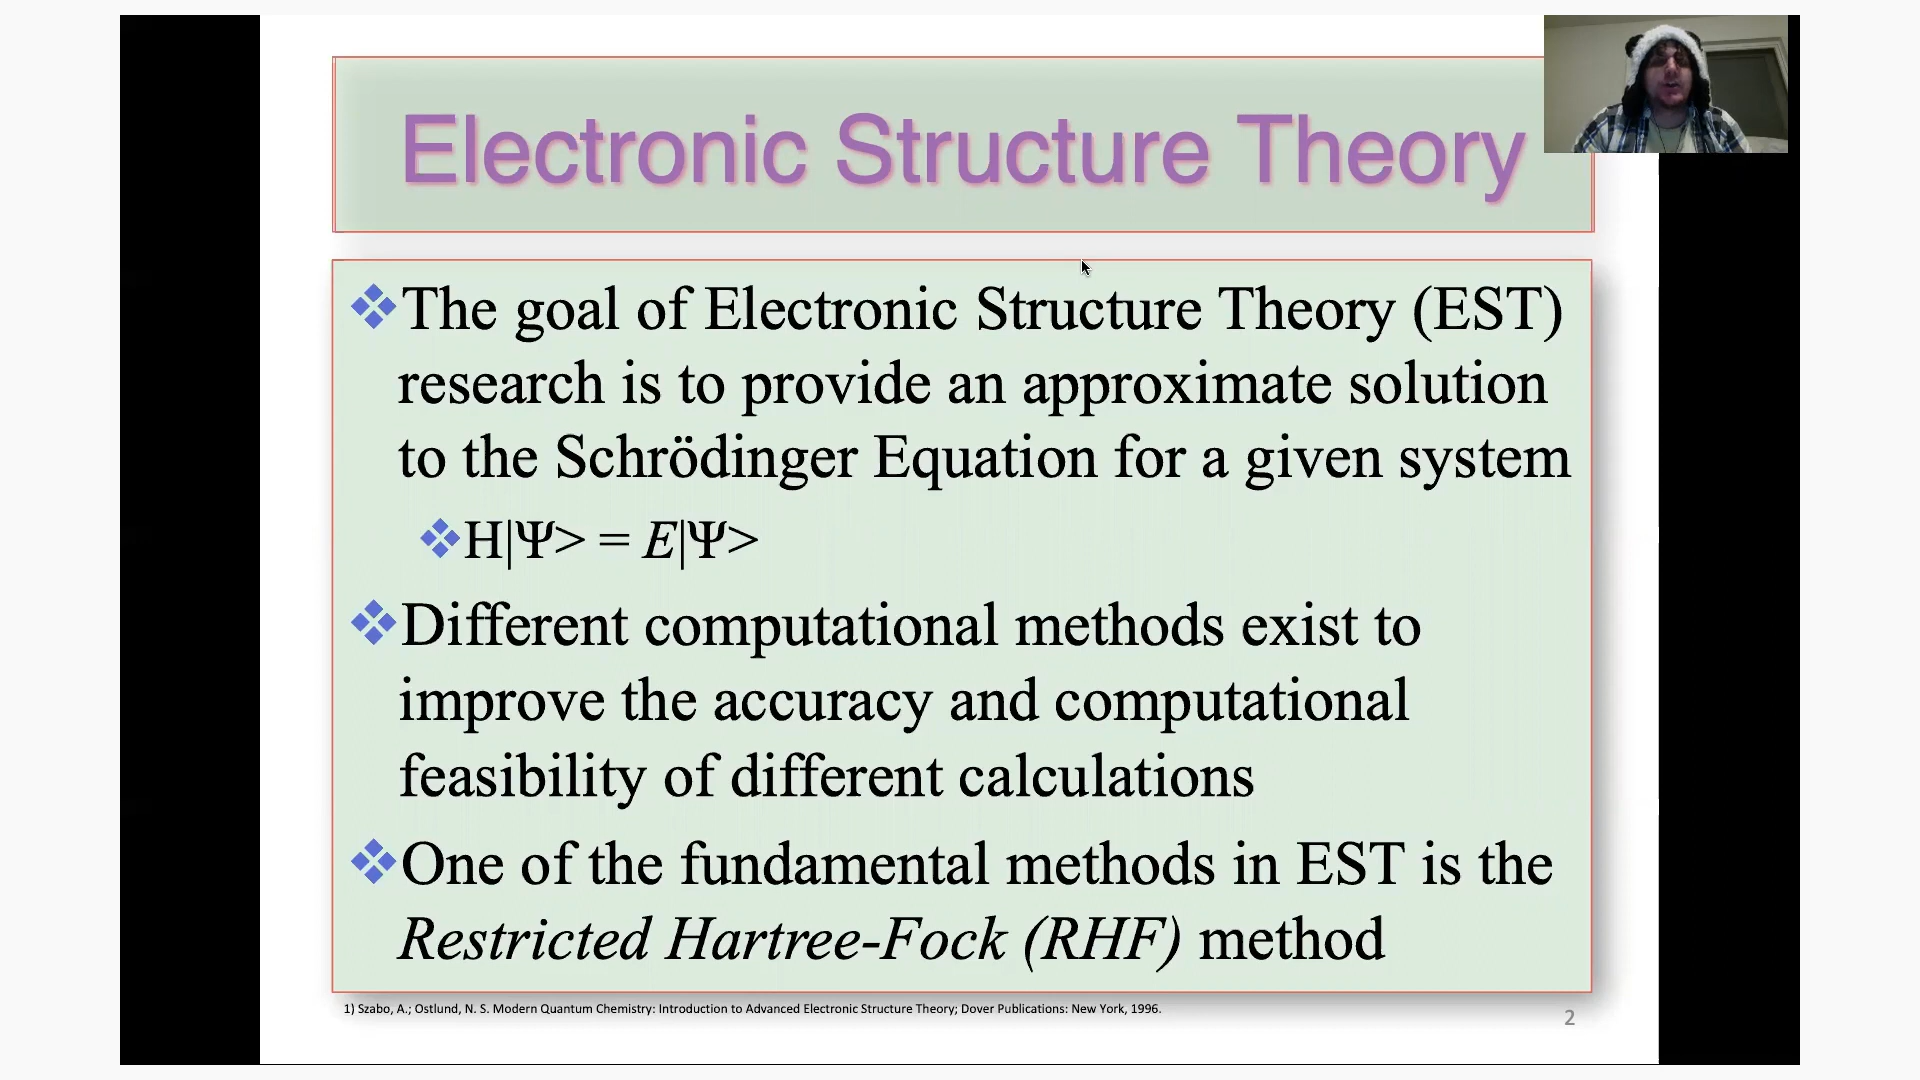 Electronic Structure Theory
The goal of Electronic Structure Theory (EST)
research is to provide an approximate solution
to the Schrödinger Equation for a given system
H|Ψ> = E|Ψ>
Different computational methods exist to
improve the accuracy and computational
feasibility of different calculations
One of the fundamental methods in EST is the
Restricted Hartree-Fock (RHF) method
1) Szabo, A.; Ostlund, N. S. Modern Quantum Chemistry: Introduction to Advanced Electronic Structure Theory; Dover Publications: New York, 1996.
2